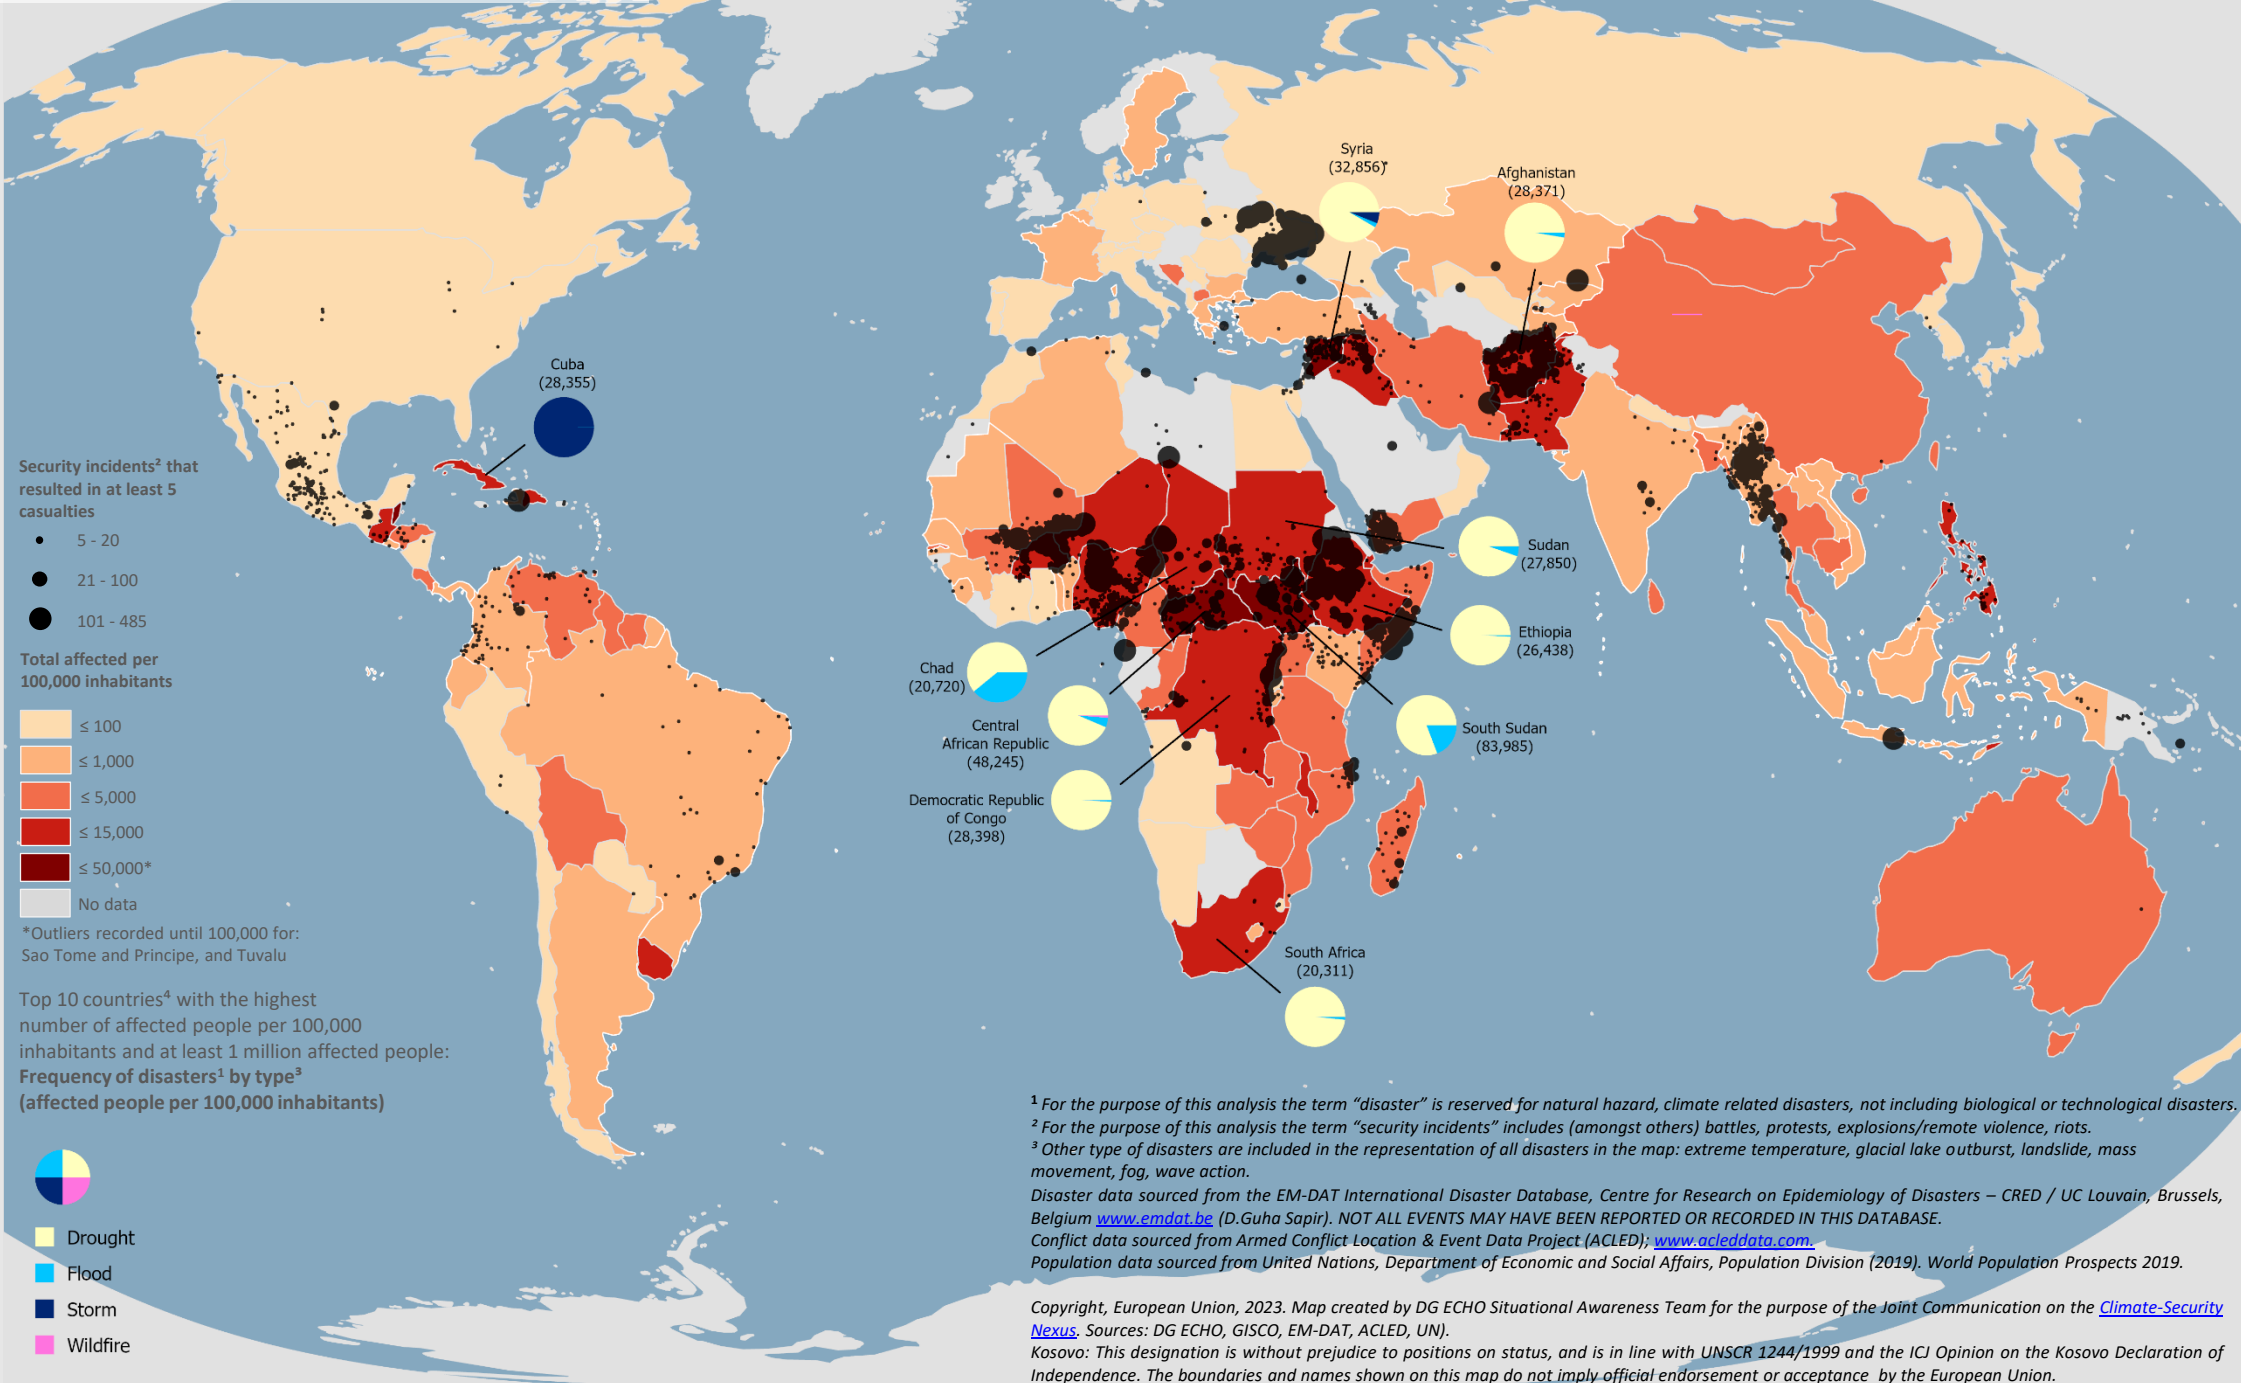 Syria
(32,856)*
Afghanistan
(28,371)
Cuba
(28,355)
Sudan
(27,850)
Ethiopia
(26,438)
South Sudan
(83,985)
Chad
(20,720)
Central
African Republic
(48,245)
Democratic Republic
of Congo
(28,398)
South Africa
(20,311)
Security incidents² that
resulted in at least 5
casualties
5 - 20
21 - 100
101 - 485
Total affected per
100,000 inhabitants
≤ 100
≤ 1,000
≤ 5,000
≤ 15,000
≤ 50,000*
No data
*Outliers recorded until 100,000 for:
Sao Tome and Principe, and Tuvalu
Top 10 countries⁴ with the highest
number of affected people per 100,000
inhabitants and at least 1 million affected people:
Frequency of disasters¹ by type³
(affected people per 100,000 inhabitants)
Drought
Flood
Storm
Wildfire
¹ For the purpose of this analysis the term “disaster” is reserved for natural hazard, climate related disasters, not including biological or technological disasters.
² For the purpose of this analysis the term “security incidents” includes (amongst others) battles, protests, explosions/remote violence, riots.
³ Other type of disasters are included in the representation of all disasters in the map: extreme temperature, glacial lake outburst, landslide, mass
movement, fog, wave action.
Disaster data sourced from the EM-DAT International Disaster Database, Centre for Research on Epidemiology of Disasters – CRED / UC Louvain, Brussels,
Belgium www.emdat.be (D.Guha Sapir). NOT ALL EVENTS MAY HAVE BEEN REPORTED OR RECORDED IN THIS DATABASE.
Conflict data sourced from Armed Conflict Location & Event Data Project (ACLED); www.acleddata.com.
Population data sourced from United Nations, Department of Economic and Social Affairs, Population Division (2019). World Population Prospects 2019.
Copyright, European Union, 2023. Map created by DG ECHO Situational Awareness Team for the purpose of the Joint Communication on the Climate-Security
Nexus. Sources: DG ECHO, GISCO, EM-DAT, ACLED, UN).
Kosovo: This designation is without prejudice to positions on status, and is in line with UNSCR 1244/1999 and the ICJ Opinion on the Kosovo Declaration of
Independence. The boundaries and names shown on this map do not imply official endorsement or acceptance by the European Union.